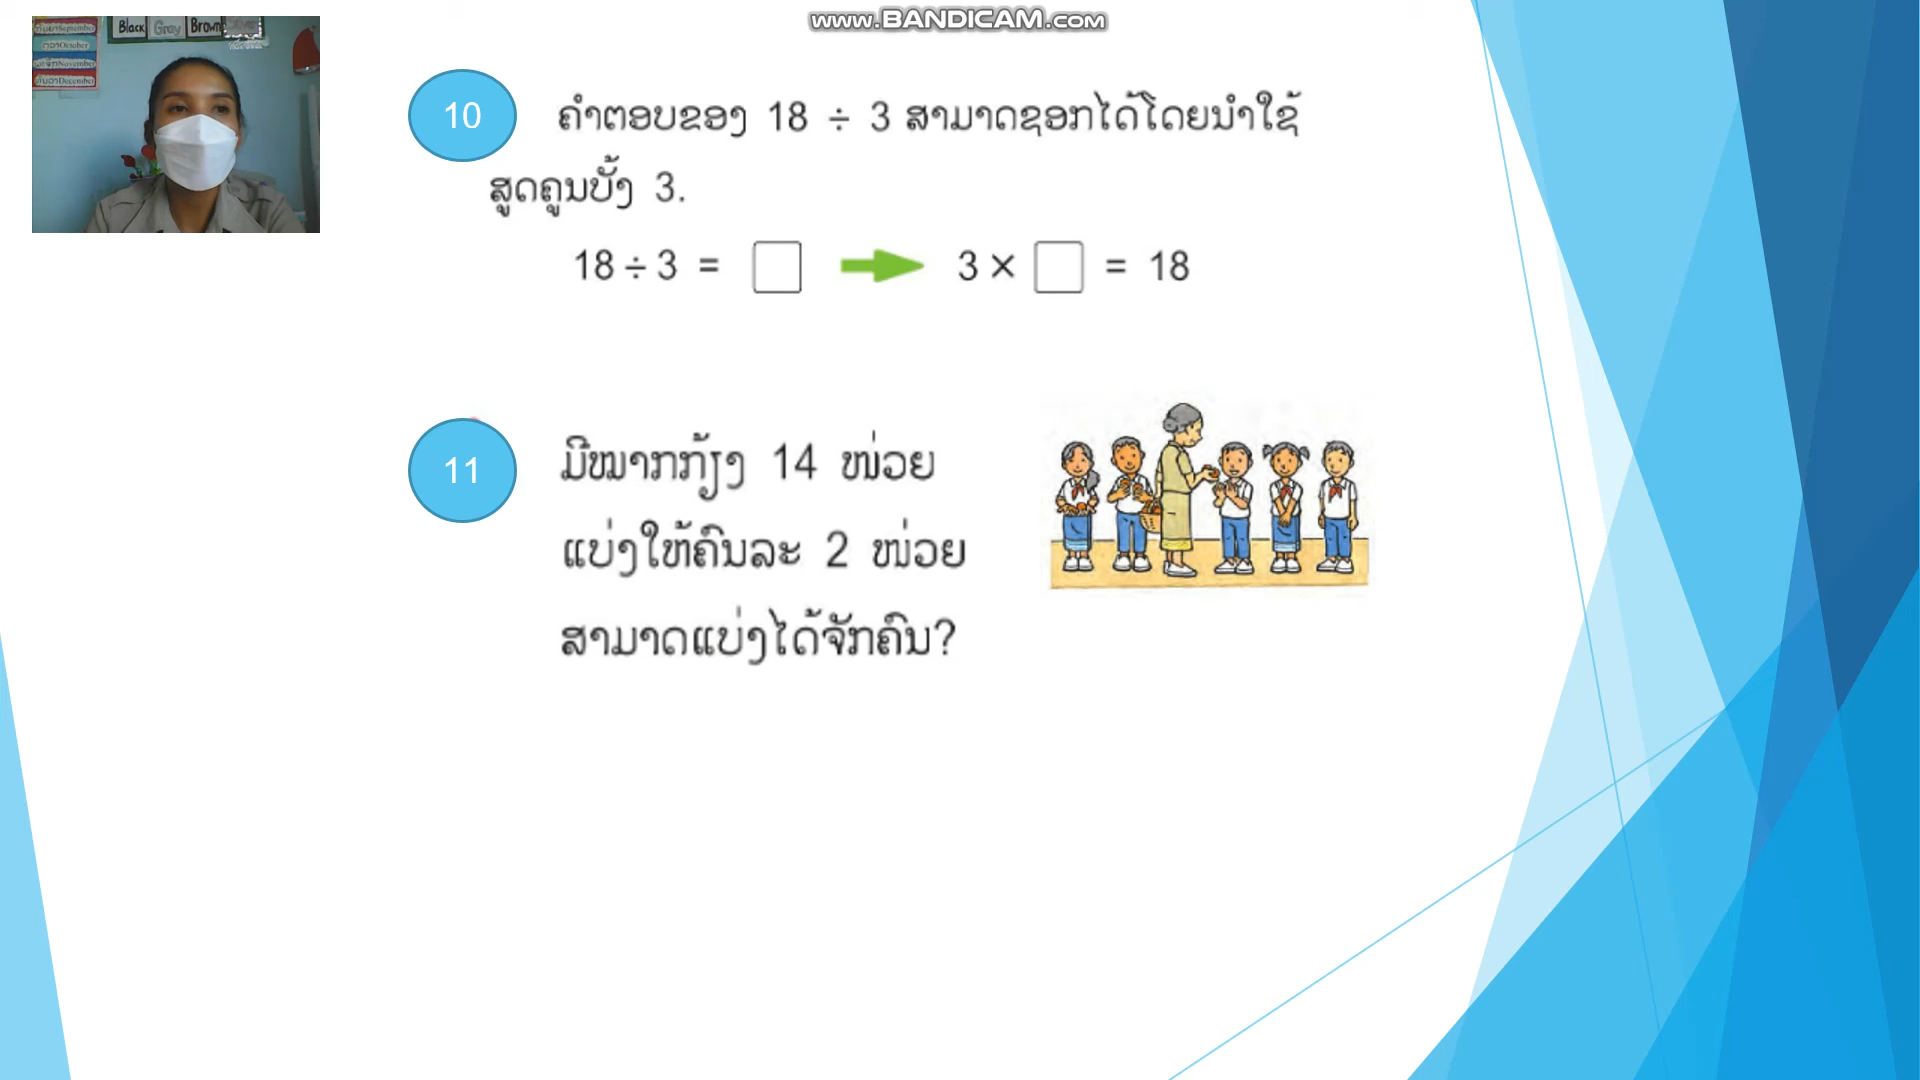 www.BANDICAM.com
Black Gray Brown
10 ຄຳຕອບຂອງ 18 ÷ 3 ສາມາດຊອກໄດ້ໂດຍນຳໃຊ້
ສູດຄູນບັ້ງ 3.
18 ÷ 3 = □ → 3 × □ = 18
11 ມີໝາກກ້ຽງ 14 ໜ່ວຍ
ແບ່ງໃຫ້ຄົນລະ 2 ໜ່ວຍ
ສາມາດແບ່ງໄດ້ຈັກຄົນ?